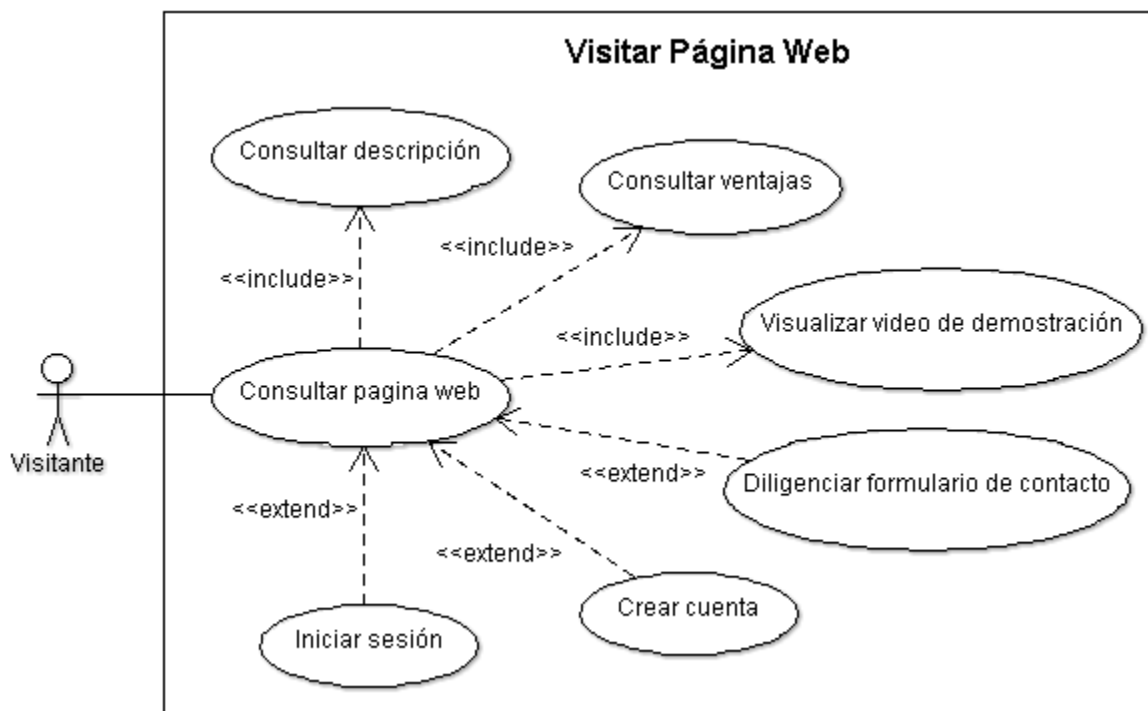 Visitar Página Web
Consultar descripción
Consultar ventajas
<<include>>
<<include>>
Visualizar video de demostración
<<include>>
Consultar pagina web
Visitante
<<extend>>
Diligenciar formulario de contacto
<<extend>>
<<extend>>
Crear cuenta
Iniciar sesión